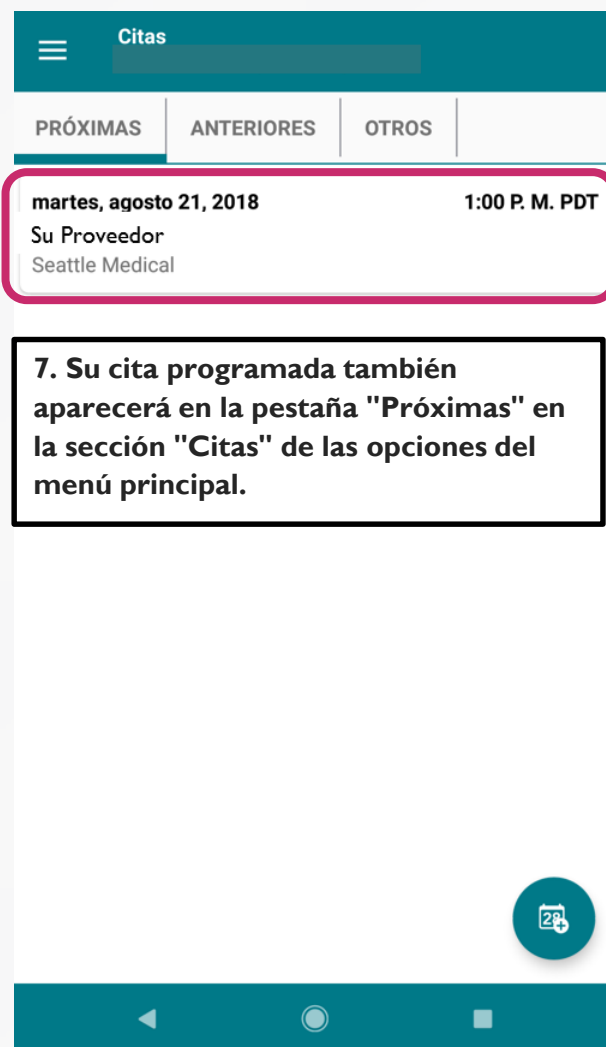 Citas
PRÓXIMAS ANTERIORES OTROS
martes, agosto 21, 2018 1:00 P. M. PDT
Su Proveedor
Seattle Medical
7. Su cita programada también
aparecerá en la pestaña "Próximas" en
la sección "Citas" de las opciones del
menú principal.
28